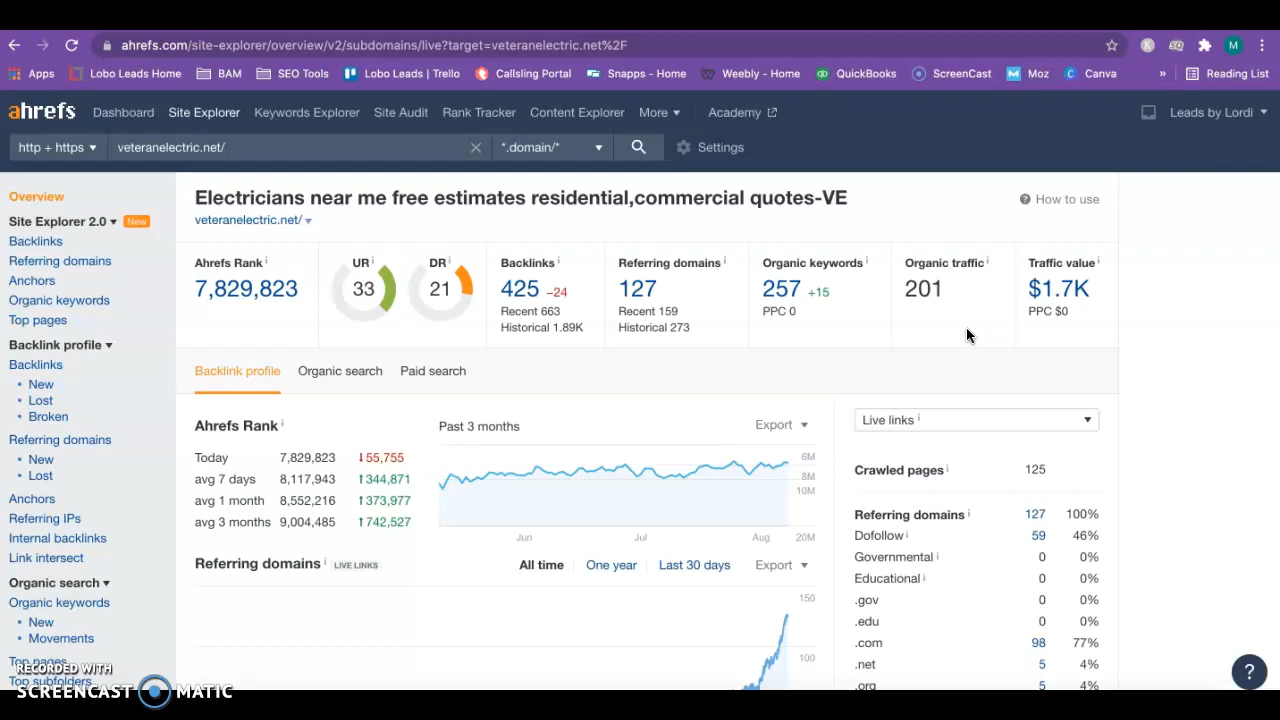 ahrefs.com/site-explorer/overview/v2/subdomains/live?target=veteranelectric.net%2F
M
Apps Lobo Leads Home BAM SEO Tools Lobo Leads | Trello Callsling Portal Snapps - Home Weebly - Home QuickBooks ScreenCast Moz Canva » Reading List
ahrefs Dashboard Site Explorer Keywords Explorer Site Audit Rank Tracker Content Explorer More Academy Leads by Lordi
http + https veteranelectric.net/ *.domain/* Settings
Overview
Site Explorer 2.0 New
Backlinks
Referring domains
Anchors
Organic keywords
Top pages
Backlink profile
Backlinks
• New
• Lost
• Broken
Referring domains
• New
• Lost
Anchors
Referring IPs
Internal backlinks
Link intersect
Organic search
Organic keywords
• New
• Movements
Top pages
Top subfolders
Electricians near me free estimates residential,commercial quotes-VE
How to use
veteranelectric.net/
Ahrefs Rank
7,829,823
UR
33
DR
21
Backlinks
425 –24
Recent 663
Historical 1.89K
Referring domains
127
Recent 159
Historical 273
Organic keywords
257 +15
PPC 0
Organic traffic
201
Traffic value
$1.7K
PPC $0
Backlink profile Organic search Paid search
Ahrefs Rank
Today 7,829,823 ↓55,755
avg 7 days 8,117,943 ↑344,871
avg 1 month 8,552,216 ↑373,977
avg 3 months 9,004,485 ↑742,527
Past 3 months
Export
6M
8M
10M
20M
Jun Jul Aug
Referring domains LIVE LINKS
All time One year Last 30 days Export
150
100
Live links
Crawled pages 125
Referring domains 127 100%
Dofollow 59 46%
Governmental 0 0%
Educational 0 0%
.gov 0 0%
.edu 0 0%
.com 98 77%
.net 5 4%
.org 5 4%
?
RECORDED WITH
SCREENCAST MATIC